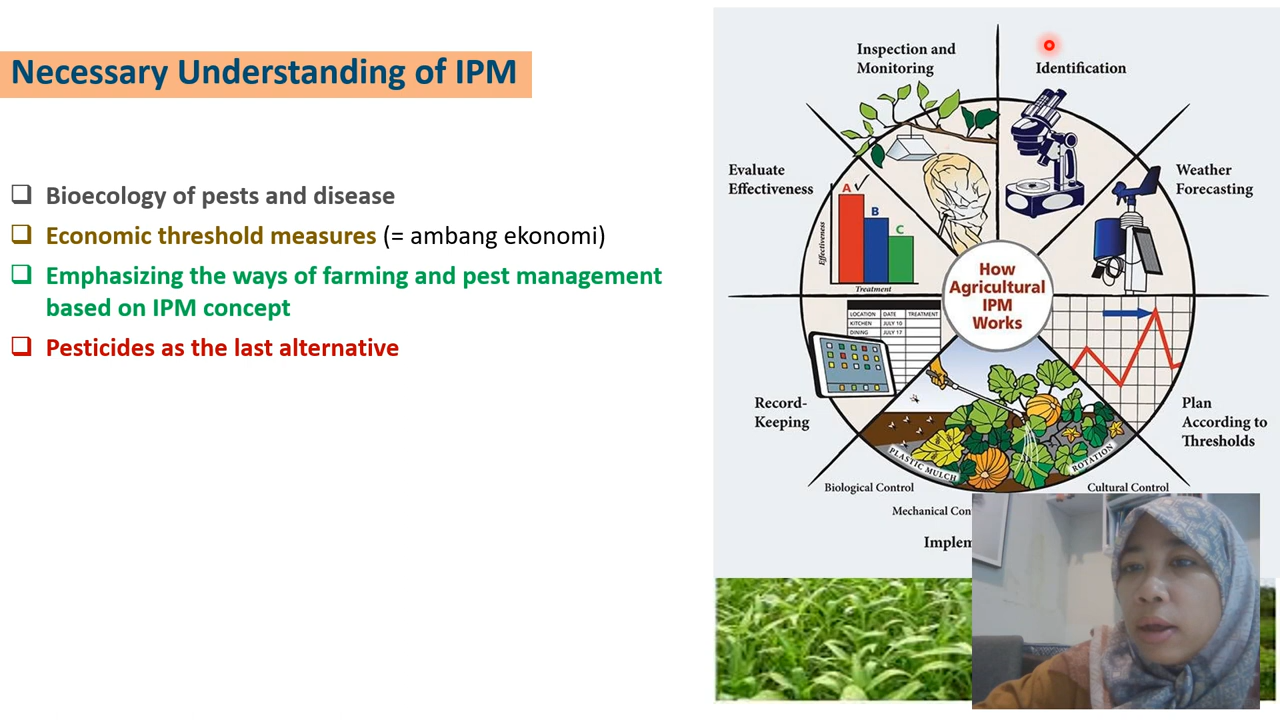 Necessary Understanding of IPM
Bioecology of pests and disease
Economic threshold measures (= ambang ekonomi)
Emphasizing the ways of farming and pest management
based on IPM concept
Pesticides as the last alternative
Inspection and
Monitoring
Identification
Weather
Forecasting
Plan
According to
Thresholds
Cultural Control
Mechanical Con
Biological Control
Implem
Record-
Keeping
Evaluate
Effectiveness
How
Agricultural
IPM
Works
A
B
C
Effectiveness
Treatment
LOCATION DATE TREATMENT
KITCHEN JULY 10
DINING JULY 17
PLASTIC MULCH
ROTATION